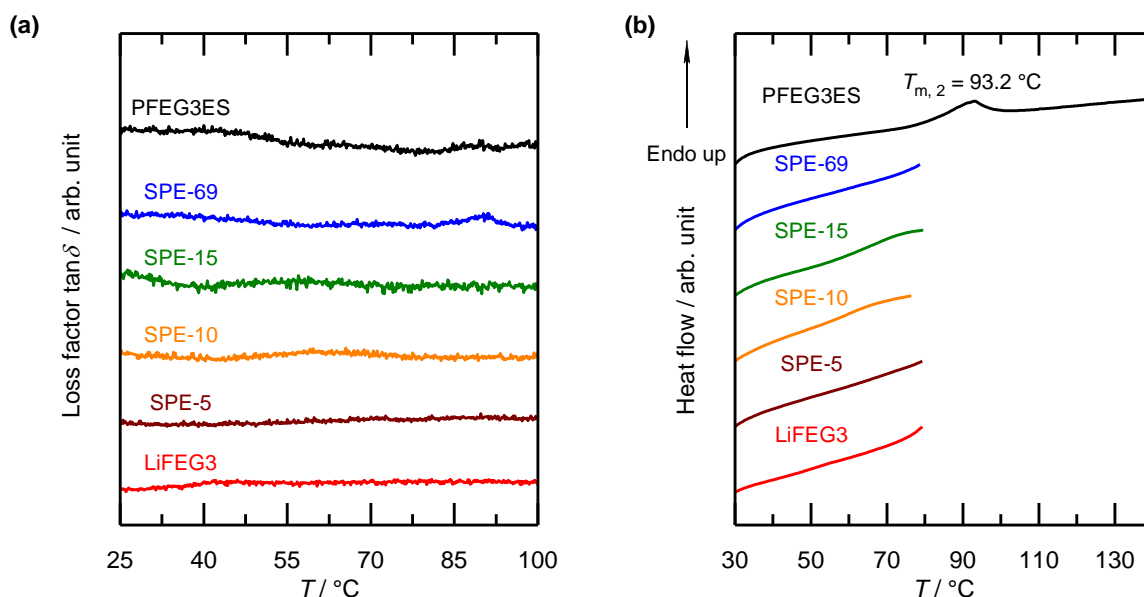 (a)
PFEG3ES
SPE-69
SPE-15
SPE-10
SPE-5
LiFEG3
Loss factor tanδ / arb. unit
25 40 55 70 85 100
T / °C
(b)
Tm, 2 = 93.2 °C
PFEG3ES
Endo up
SPE-69
SPE-15
SPE-10
SPE-5
LiFEG3
Heat flow / arb. unit
30 50 70 90 110 130
T / °C